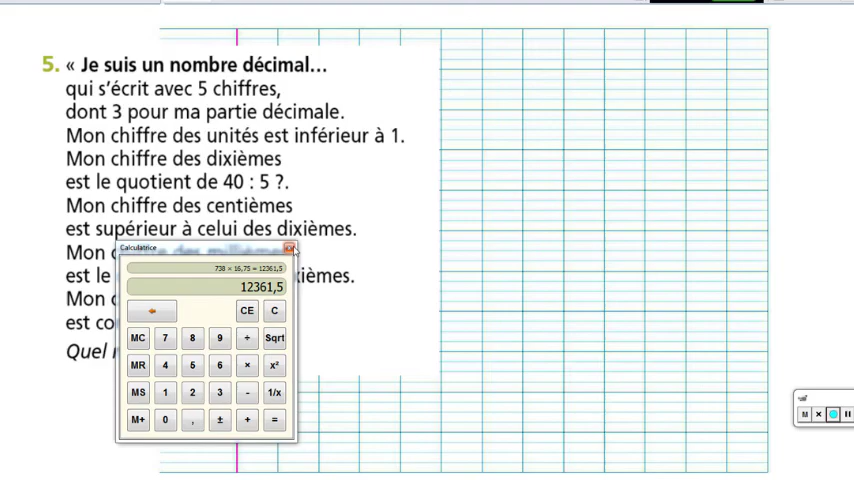 5. « Je suis un nombre décimal...
qui s'écrit avec 5 chiffres,
dont 3 pour ma partie décimale.
Mon chiffre des unités est inférieur à 1.
Mon chiffre des dixièmes
est le quotient de 40 : 5 ?.
Mon chiffre des centièmes
est supérieur à celui des dixièmes.
Mon
est le
ixièmes.
Mon
est co
Quel
Calculatrice
738 × 16,75 = 12361,5
12361,5
CE C
MC 7 8 9 ÷ Sqrt
MR 4 5 6 × x²
MS 1 2 3 - 1/x
M+ 0 , ± + =
M